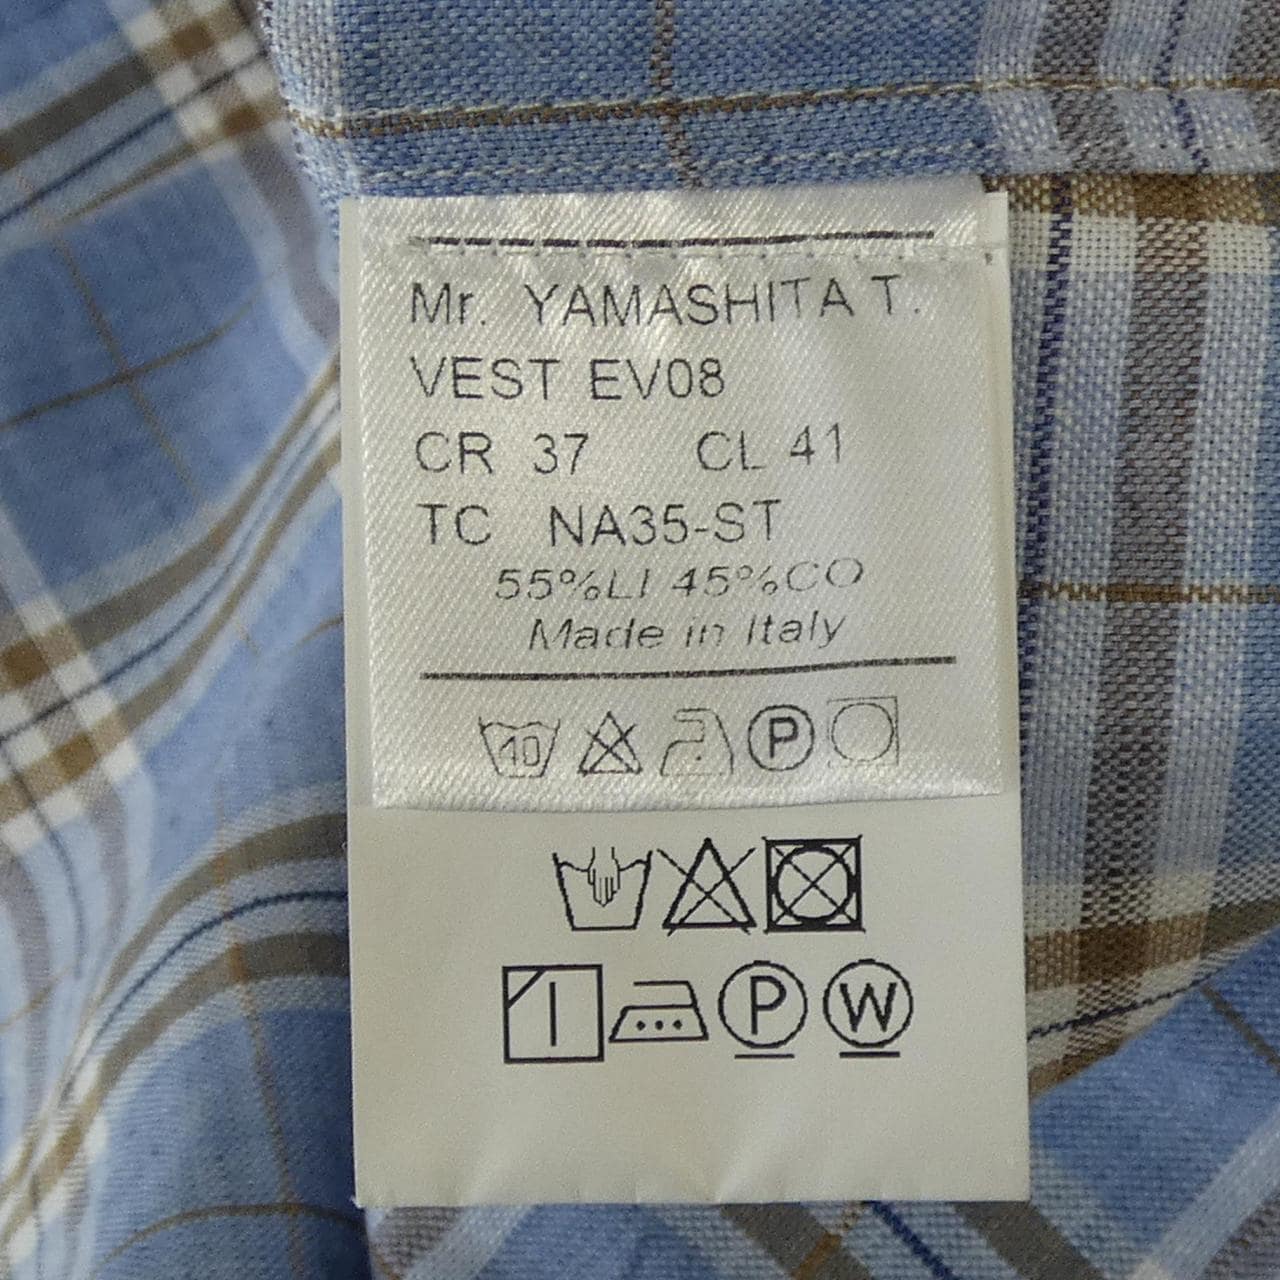 Mr. YAMASHITA T.
VEST EV08
CR 37 CL 41
TC NA35-ST
55%LI 45%CO
Made in Italy
10 P
P W